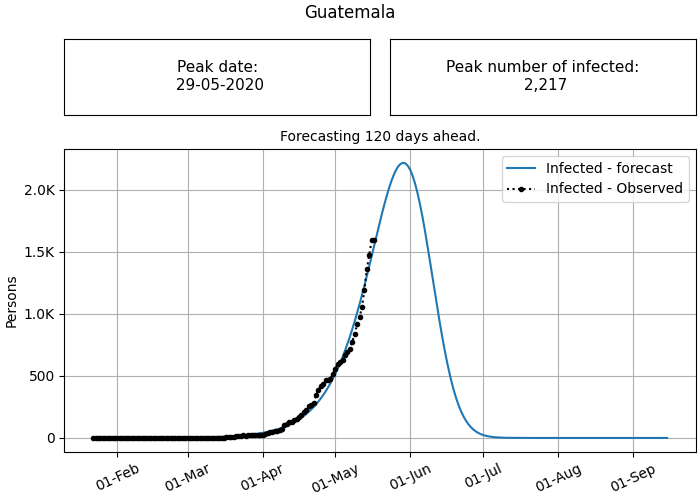 Guatemala
Peak date:
29-05-2020
Peak number of infected:
2,217
Forecasting 120 days ahead.
Infected - forecast
Infected - Observed
Persons
2.0K
1.5K
1.0K
500
0
01-Feb
01-Mar
01-Apr
01-May
01-Jun
01-Jul
01-Aug
01-Sep